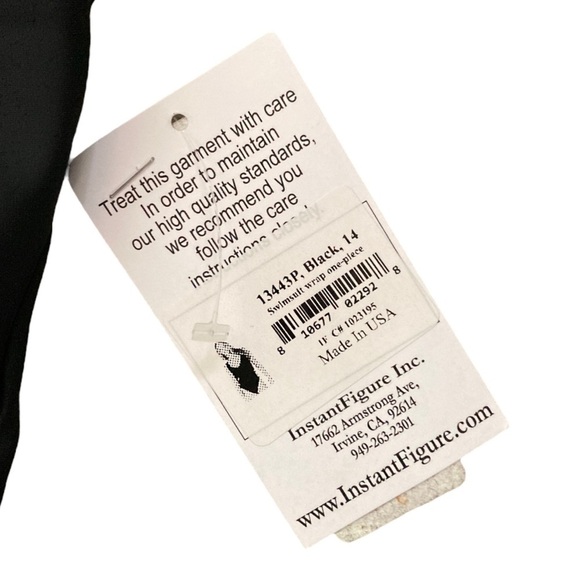 Treat this garment with care
In order to maintain
our high quality standards,
we recommend you
follow the care
instructions closely.
13443P, Black, 14
Swimsuit wrap one-piece
8 10677 02292 8
IF C# 1023195
Made In USA
InstantFigure Inc.
17662 Armstrong Ave,
Irvine, CA, 92614
949-263-2301
www.InstantFigure.com